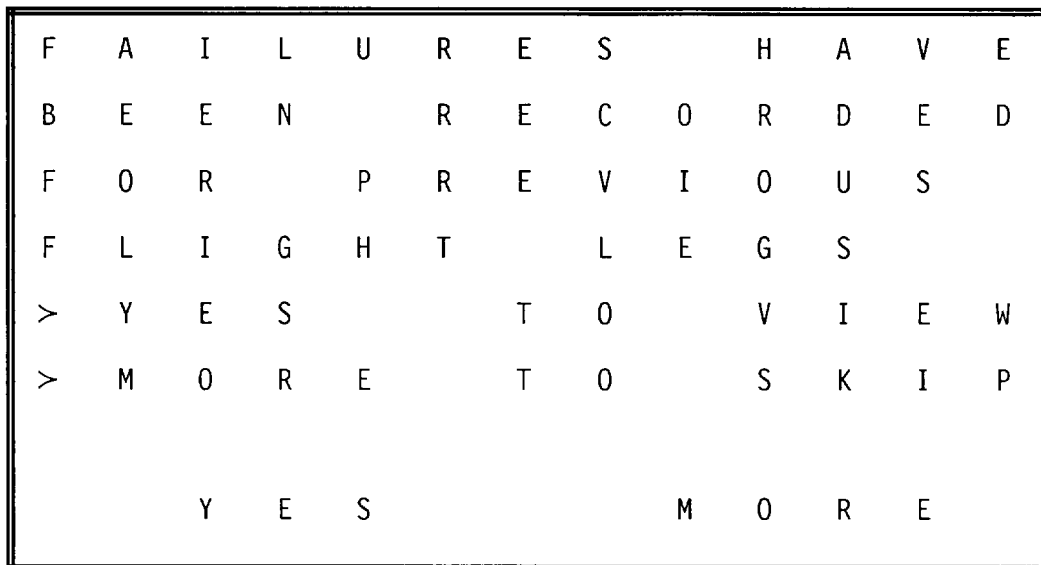 FAILURES HAVE
BEEN RECORDED
FOR PREVIOUS
FLIGHT LEGS
>YES TO VIEW
>MORE TO SKIP
YES MORE